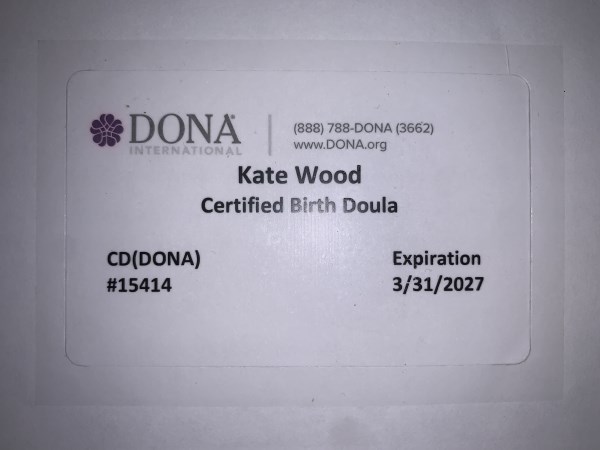 DONA
INTERNATIONAL
(888) 788-DONA (3662)
www.DONA.org
Kate Wood
Certified Birth Doula
CD(DONA)
#15414
Expiration
3/31/2027